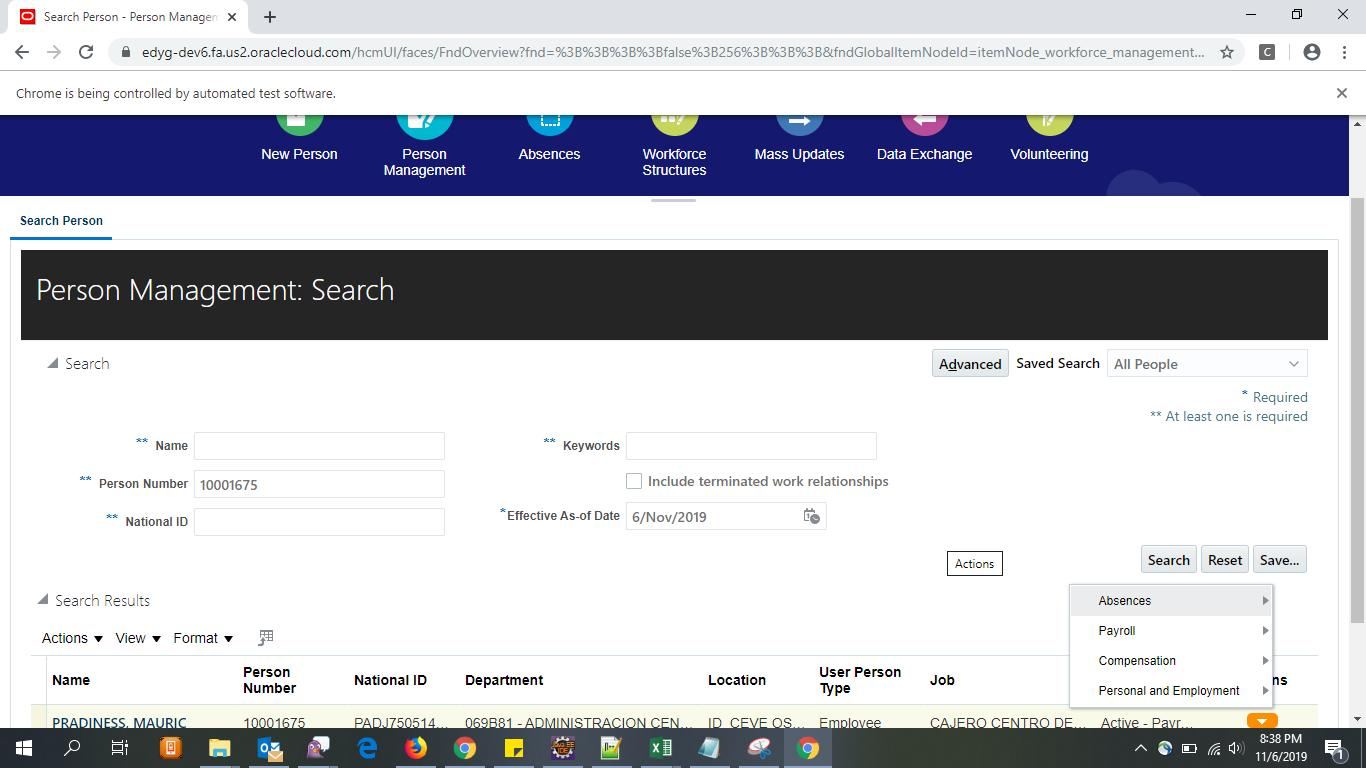 Search Person - Person Managem
edyg-dev6.fa.us2.oraclecloud.com/hcmUI/faces/FndOverview?fnd=%3B%3B%3B%3Bfalse%3B256%3B%3B%3B&fndGlobalItemNodeId=itemNode_workforce_management...
C
Chrome is being controlled by automated test software.
New Person
Person Management
Absences
Workforce Structures
Mass Updates
Data Exchange
Volunteering
Search Person
Person Management: Search
Search
Advanced Saved Search All People
* Required
** At least one is required
** Name
** Keywords
** Person Number 10001675
Include terminated work relationships
** National ID
*Effective As-of Date 6/Nov/2019
Actions
Search Reset Save...
Search Results
Absences
Payroll
Compensation
Personal and Employment
Actions View Format
Name Person Number National ID Department Location User Person Type Job ns
PRADINESS, MAURIC 10001675 PADJ750514... 069B81 - ADMINISTRACION CEN... ID_CEVE OS... Employee CAJERO CENTRO DE... Active - Payr...
8:38 PM
11/6/2019
1